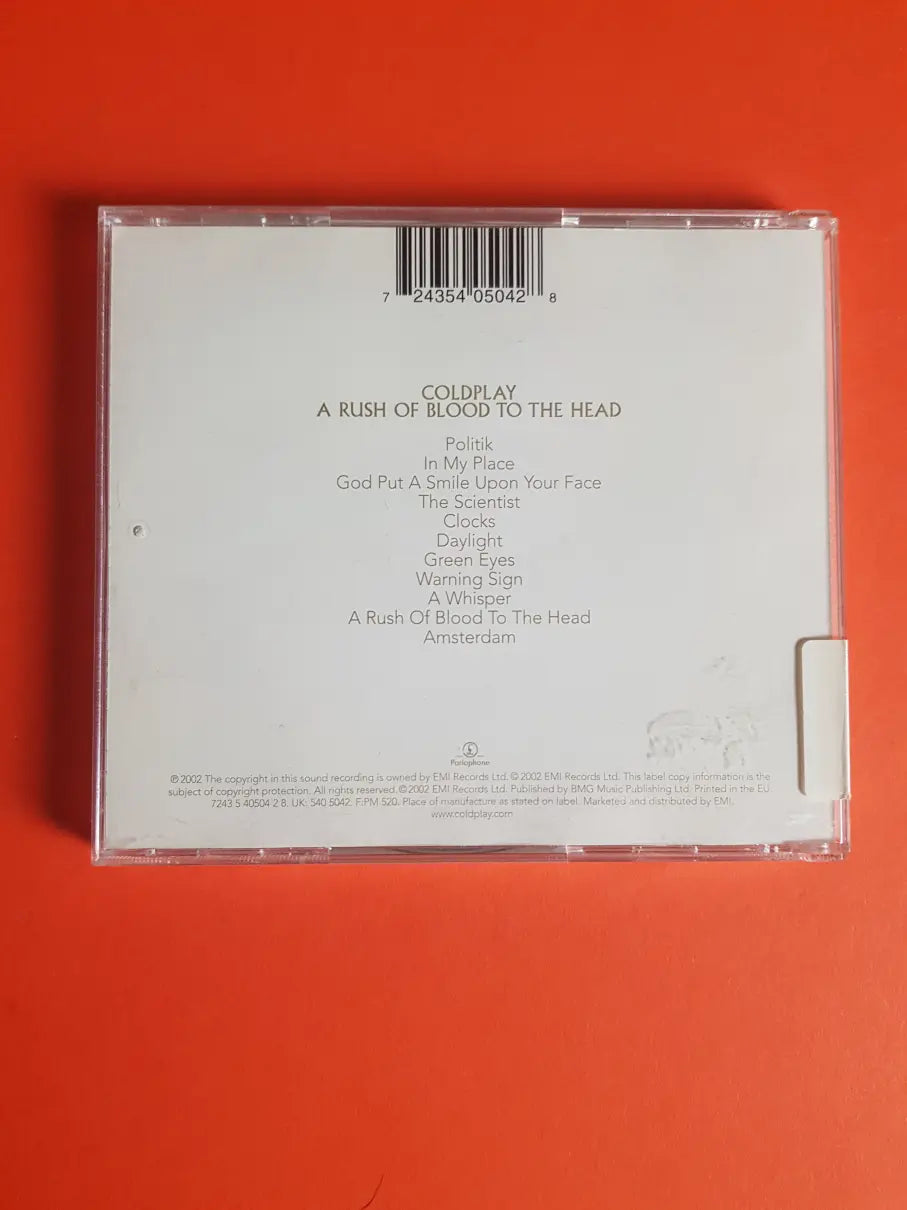 7 24354 05042 8
COLDPLAY
A RUSH OF BLOOD TO THE HEAD
Politik
In My Place
God Put A Smile Upon Your Face
The Scientist
Clocks
Daylight
Green Eyes
Warning Sign
A Whisper
A Rush Of Blood To The Head
Amsterdam
Parlophone
℗ 2002 The copyright in this sound recording is owned by EMI Records Ltd. © 2002 EMI Records Ltd. This label copy information is the
subject of copyright protection. All rights reserved. © 2002 EMI Records Ltd. Published by BMG Music Publishing Ltd. Printed in the EU.
7243 5 40504 2 8. UK: 540 5042. F:PM 520. Place of manufacture as stated on label. Marketed and distributed by EMI.
www.coldplay.com